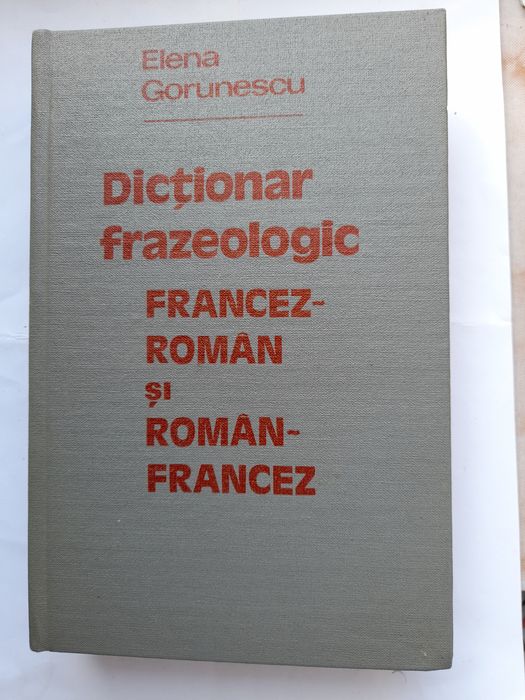 Elena
Gorunescu
Dicționar
frazeologic
FRANCEZ-
ROMÂN
și
ROMÂN-
FRANCEZ